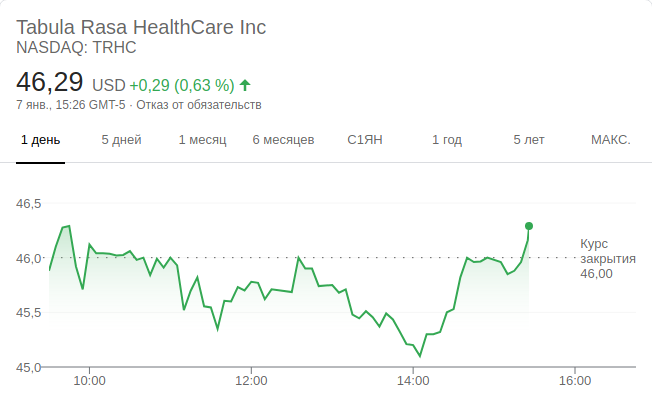 Tabula Rasa HealthCare Inc
NASDAQ: TRHC
46,29 USD +0,29 (0,63 %)
7 янв., 15:26 GMT-5 · Отказ от обязательств
1 день 5 дней 1 месяц 6 месяцев С1ЯН 1 год 5 лет МАКС.
46,5
46,0
45,5
45,0
Курс
закрытия
46,00
10:00 12:00 14:00 16:00